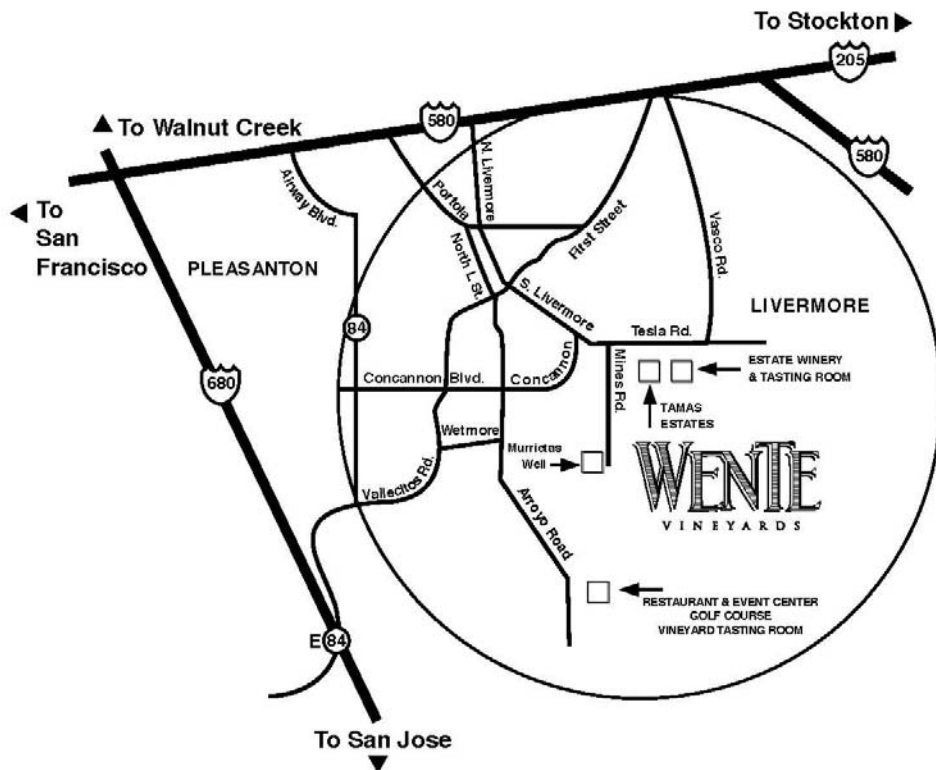 To Stockton
205
580
To Walnut Creek
580
N. Livermore
Airway Blvd.
Portola
To
San
Francisco
PLEASANTON
First Street
Vasco Rd.
North L St.
S. Livermore
LIVERMORE
84
Tesla Rd.
680
Concannon Blvd.
Concannon
Mines Rd.
ESTATE WINERY
& TASTING ROOM
TAMAS
ESTATES
Wetmore
Murrietas
Well
WENTE
VINEYARDS
Vallecitos Rd.
Arroyo Road
RESTAURANT & EVENT CENTER
GOLF COURSE
VINEYARD TASTING ROOM
E 84
To San Jose